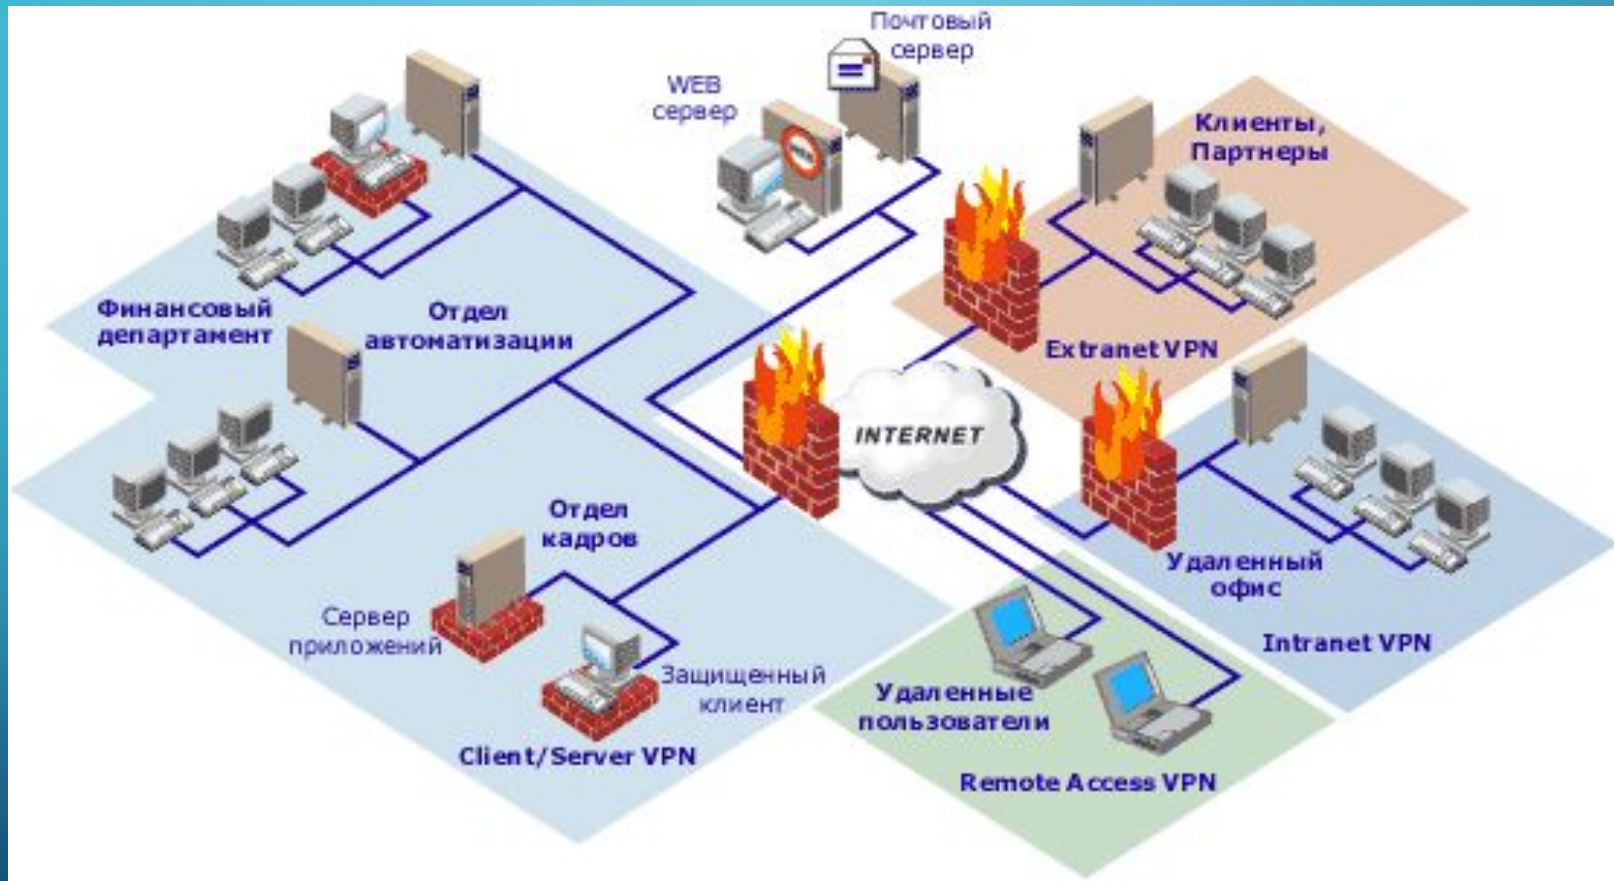 Почтовый
сервер
WEB
сервер
WEB
Клиенты,
Партнеры
Финансовый
департамент
Отдел
автоматизации
Extranet VPN
INTERNET
Отдел
кадров
Удаленный
офис
Сервер
приложений
Intranet VPN
Защищенный
клиент
Удаленные
пользователи
Client/Server VPN
Remote Access VPN